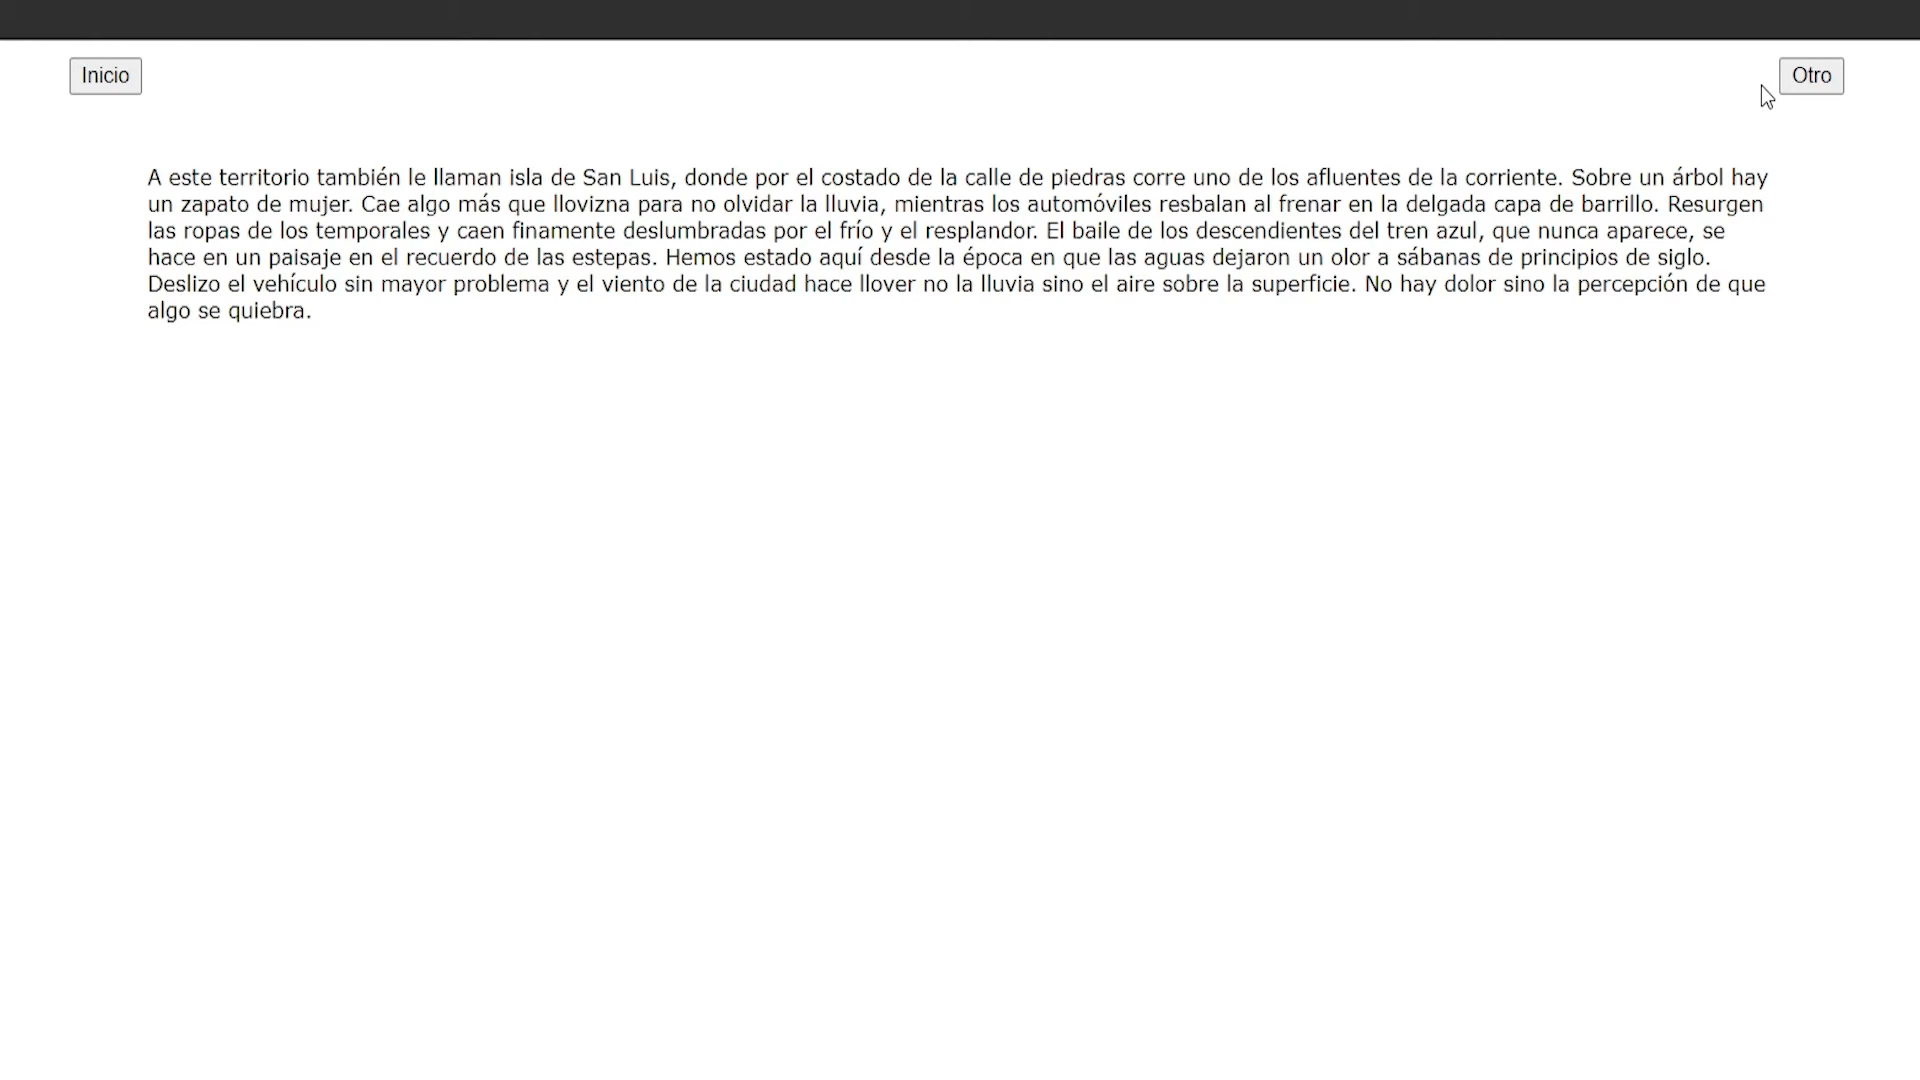 Inicio
Otro
A este territorio también le llaman isla de San Luis, donde por el costado de la calle de piedras corre uno de los afluentes de la corriente. Sobre un árbol hay
un zapato de mujer. Cae algo más que llovizna para no olvidar la lluvia, mientras los automóviles resbalan al frenar en la delgada capa de barrillo. Resurgen
las ropas de los temporales y caen finamente deslumbradas por el frío y el resplandor. El baile de los descendientes del tren azul, que nunca aparece, se
hace en un paisaje en el recuerdo de las estepas. Hemos estado aquí desde la época en que las aguas dejaron un olor a sábanas de principios de siglo.
Deslizo el vehículo sin mayor problema y el viento de la ciudad hace llover no la lluvia sino el aire sobre la superficie. No hay dolor sino la percepción de que
algo se quiebra.